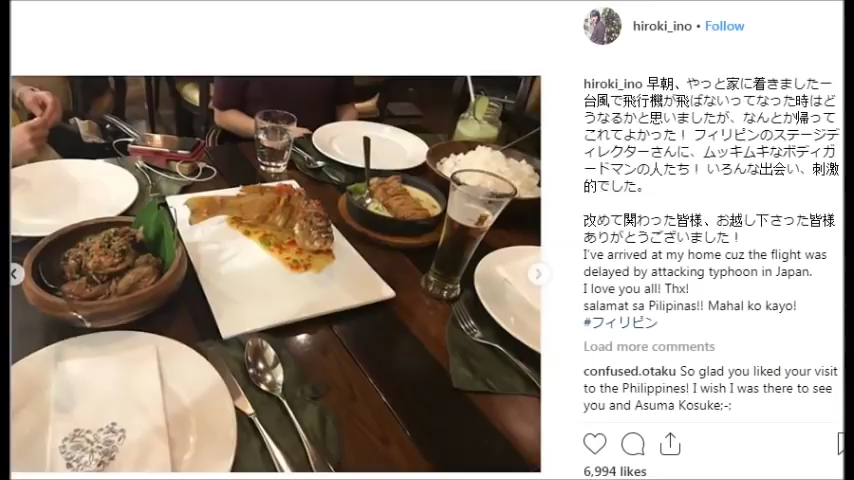 hiroki_ino • Follow
hiroki_ino 早朝、やっと家に着きましたー
台風で飛行機が飛ばないってなった時はど
うなるかと思いましたが、なんとか帰って
これてよかった！ フィリピンのステージデ
ィレクターさんに、ムッキムキなボディガ
ードマンの人たち！ いろんな出会い、刺激
的でした。
改めて関わった皆様、お越し下さった皆様
ありがとうございました！
I've arrived at my home cuz the flight was
delayed by attacking typhoon in Japan.
I love you all! Thx!
salamat sa Pilipinas!! Mahal ko kayo!
#フィリピン
Load more comments
confused.otaku So glad you liked your visit
to the Philippines! I wish I was there to see
you and Asuma Kosuke;-;
6,994 likes